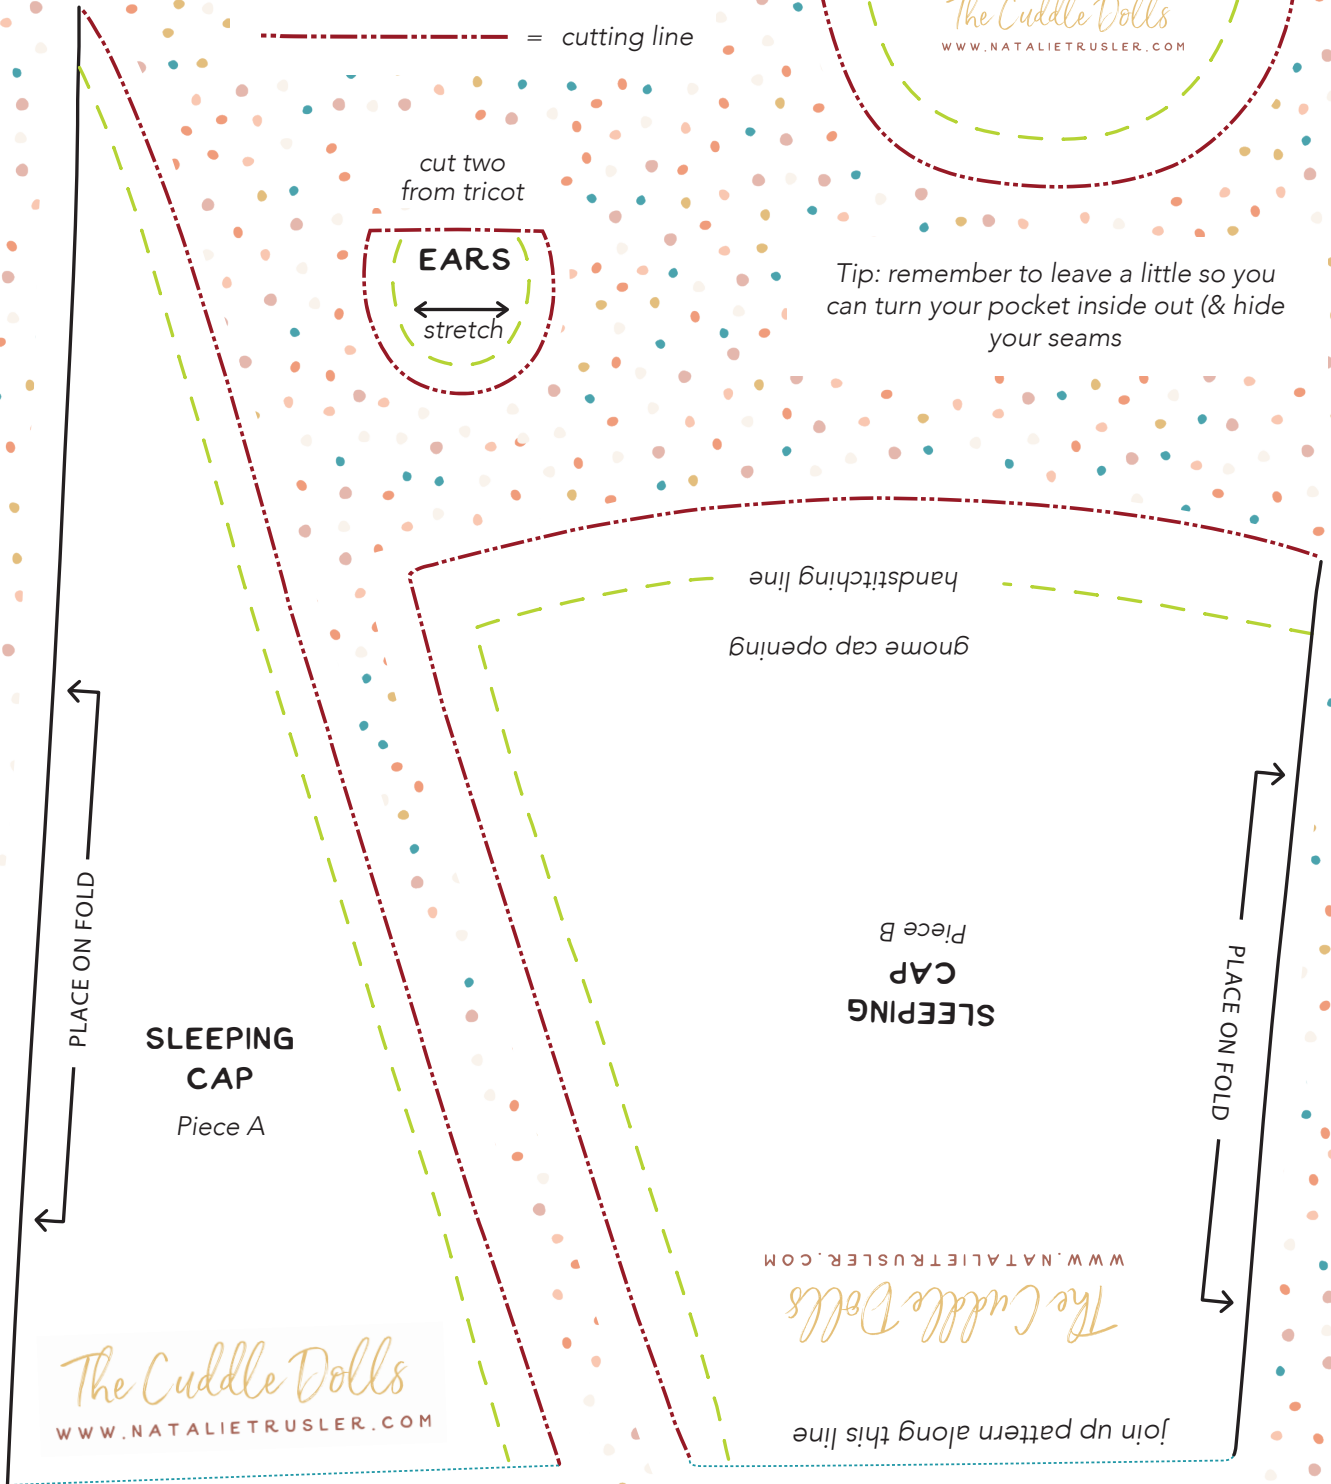 = cutting line
The Cuddle Dolls
WWW.NATALIETRUSLER.COM
cut two
from tricot
EARS
stretch
Tip: remember to leave a little so you
can turn your pocket inside out (& hide
your seams
handstitching line
gnome cap opening
PLACE ON FOLD
SLEEPING
CAP
Piece A
The Cuddle Dolls
WWW.NATALIETRUSLER.COM
join up pattern along this line
The Cuddle Dolls
WWW.NATALIETRUSLER.COM
SLEEPING
CAP
Piece B
PLACE ON FOLD